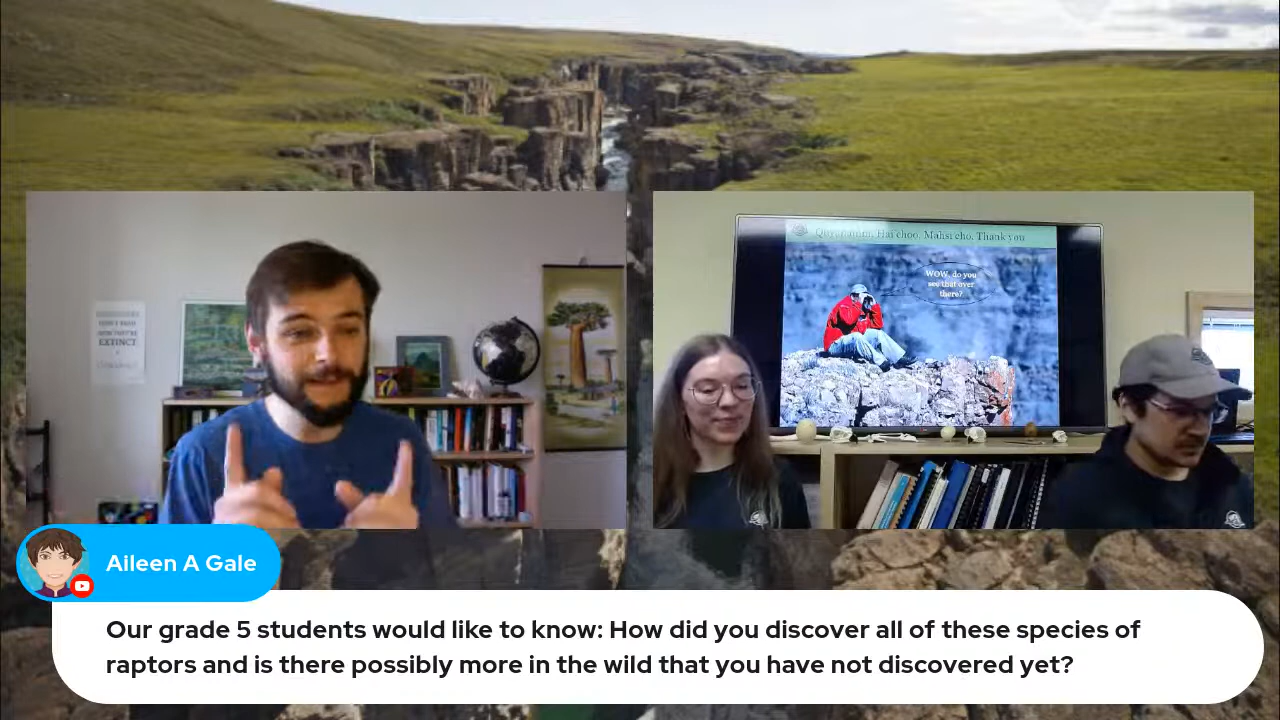 Quyanainni, Hai choo, Mahsi cho, Thank you
WOW, do you
see that over
there?
EXTINCT
Aileen A Gale
Our grade 5 students would like to know: How did you discover all of these species of
raptors and is there possibly more in the wild that you have not discovered yet?